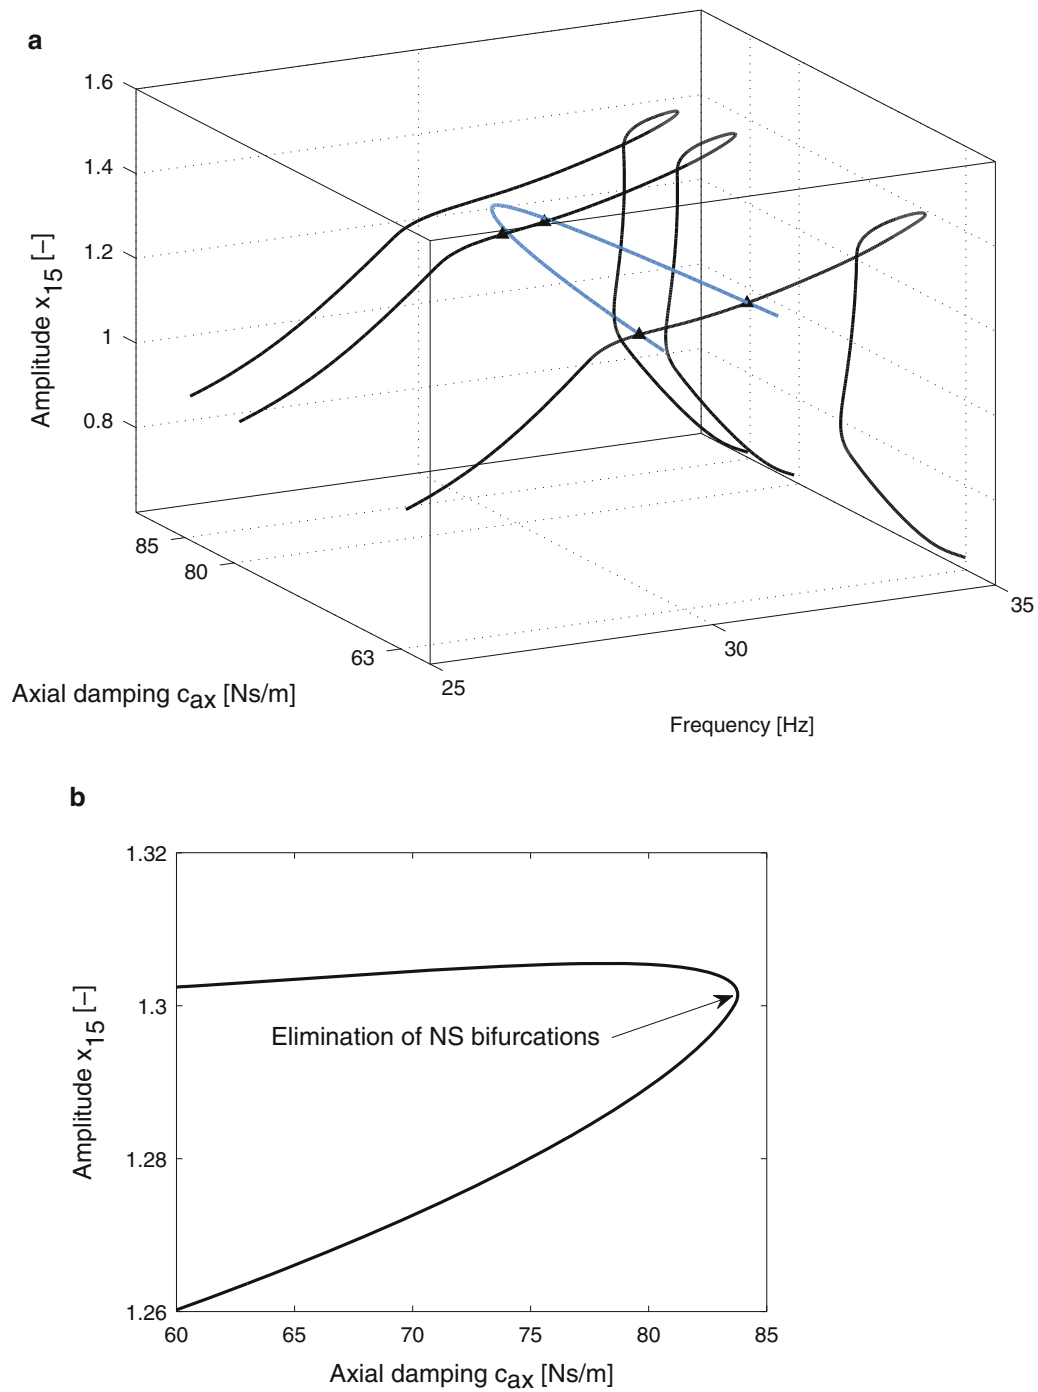 a
1.6
1.4
1.2
1
0.8
Amplitude x15 [–]
85
80
63
25
30
35
Axial damping cax [Ns/m]
Frequency [Hz]
b
1.32
1.3
1.28
1.26
Amplitude x15 [–]
Elimination of NS bifurcations
60 65 70 75 80 85
Axial damping cax [Ns/m]